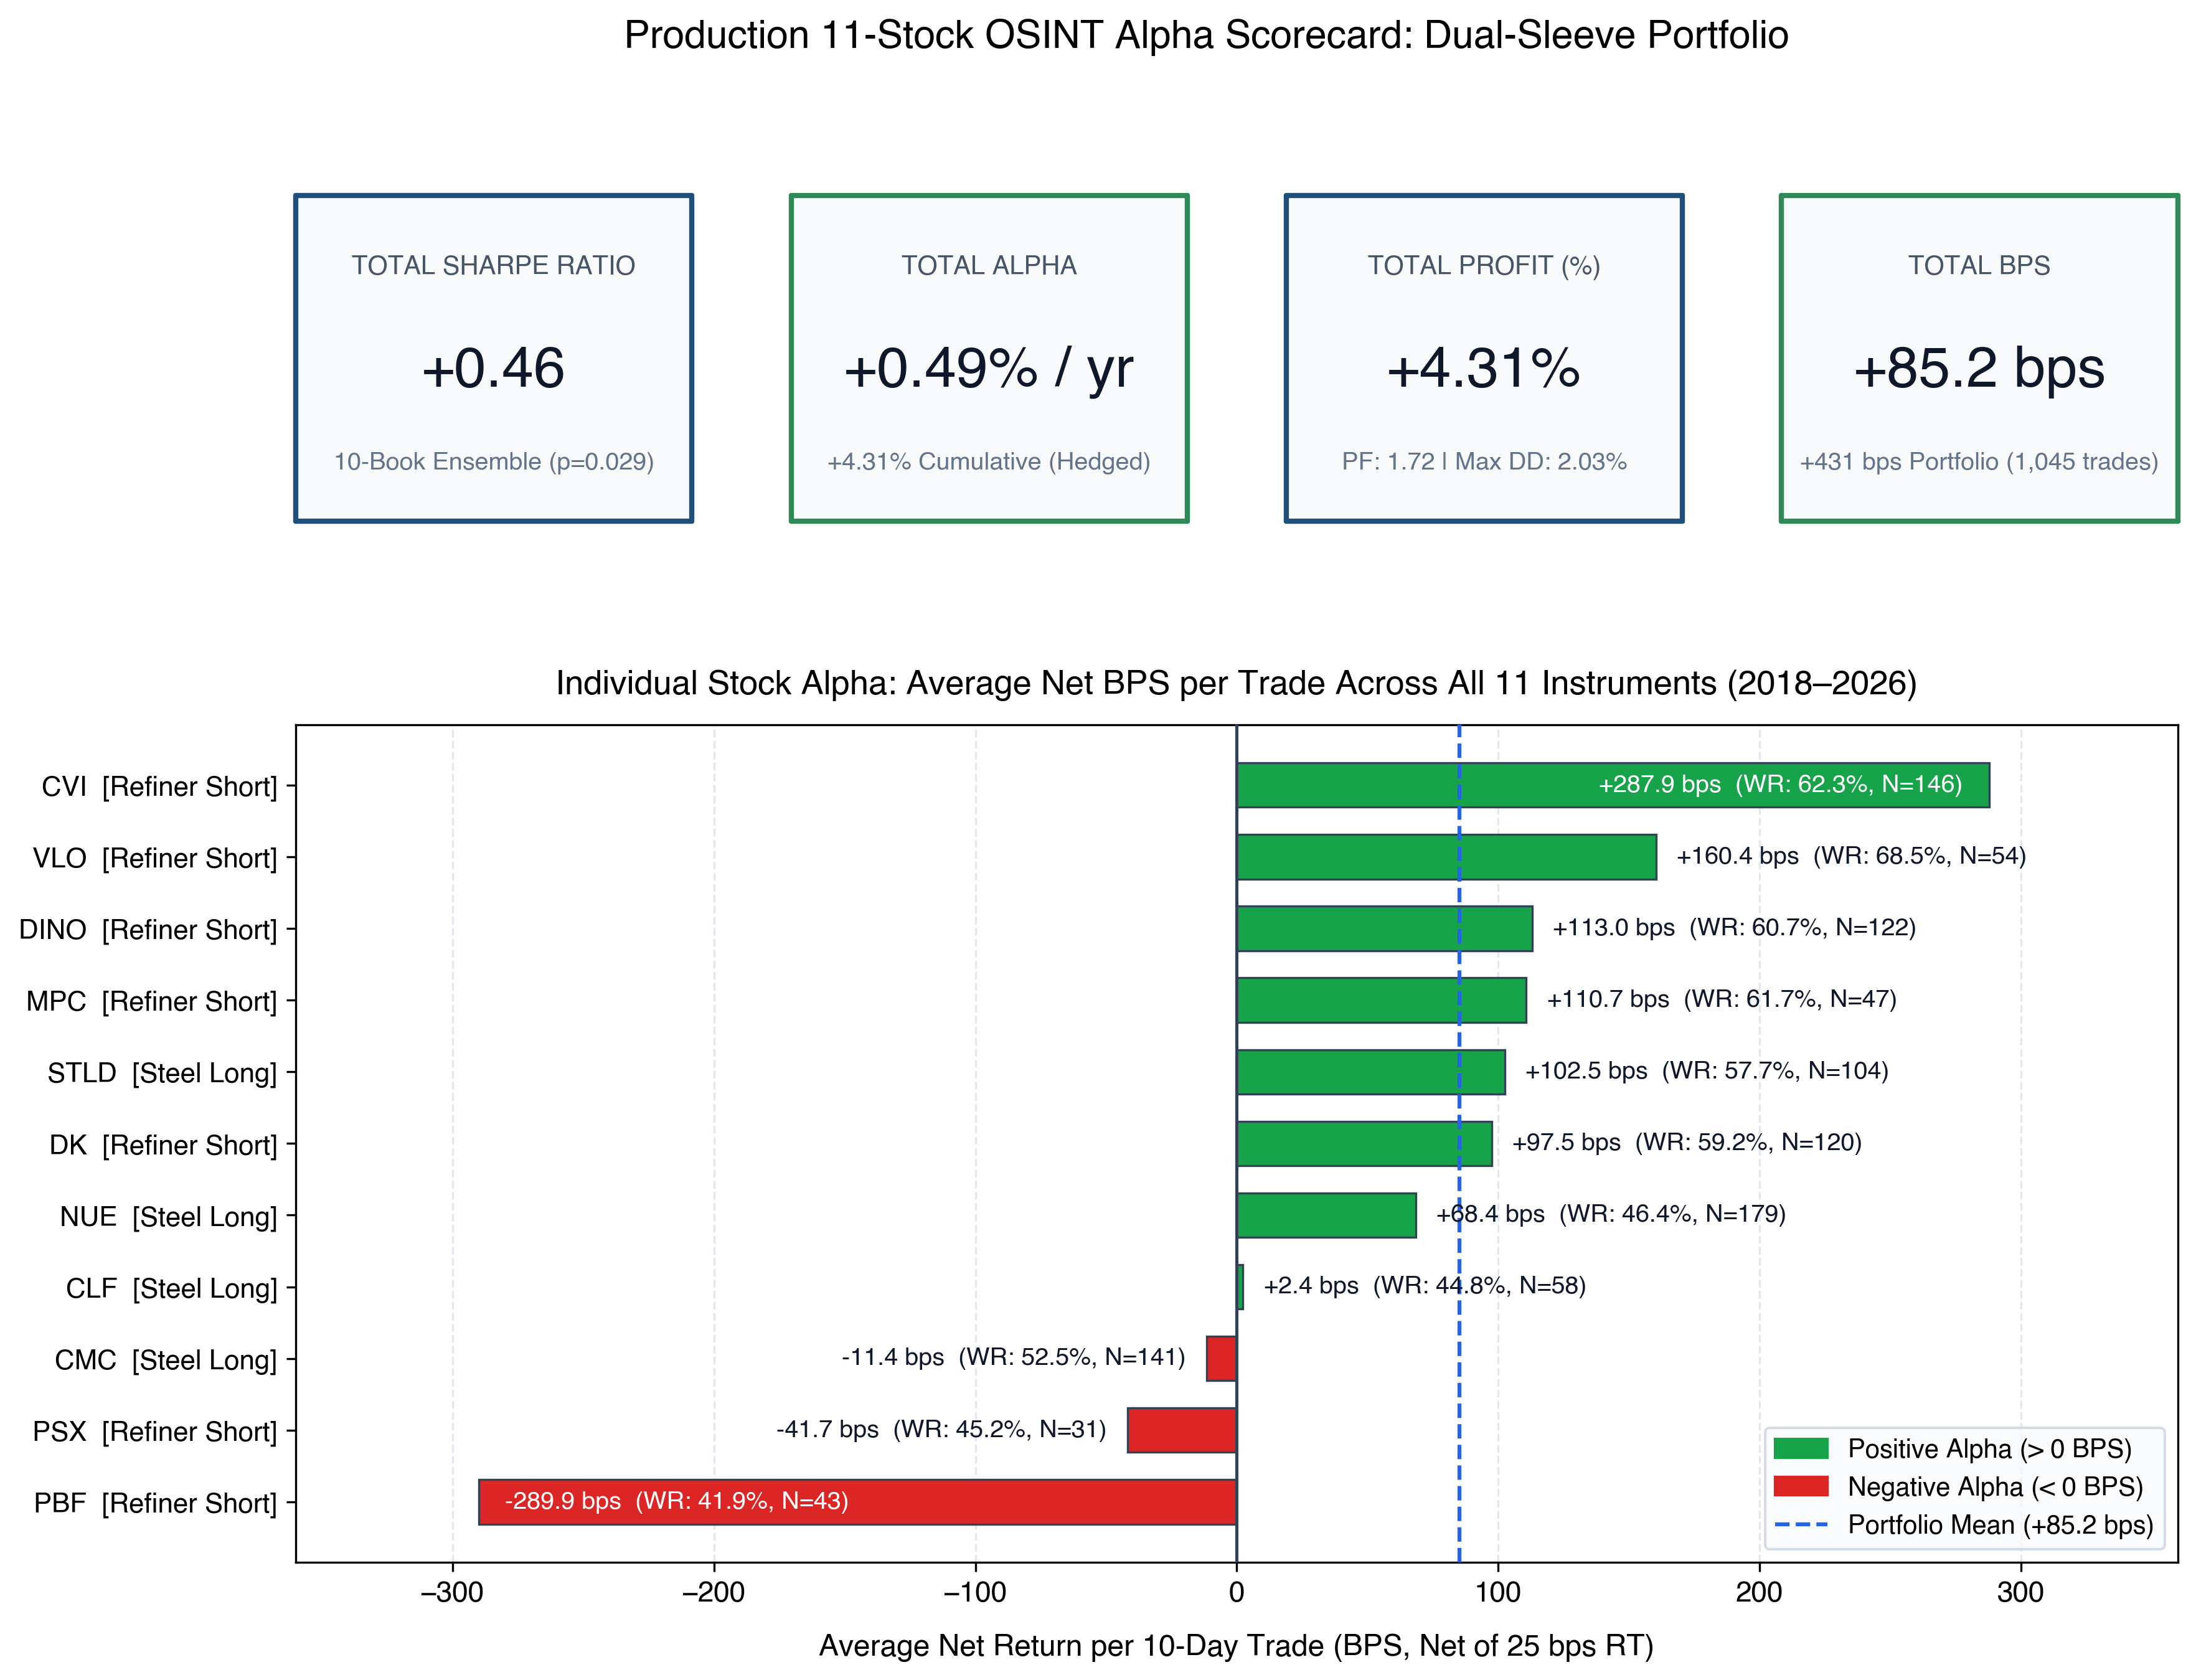 Production 11-Stock OSINT Alpha Scorecard: Dual-Sleeve Portfolio
TOTAL SHARPE RATIO
+0.46
10-Book Ensemble (p=0.029)
TOTAL ALPHA
+0.49% / yr
+4.31% Cumulative (Hedged)
TOTAL PROFIT (%)
+4.31%
PF: 1.72 | Max DD: 2.03%
TOTAL BPS
+85.2 bps
+431 bps Portfolio (1,045 trades)
Individual Stock Alpha: Average Net BPS per Trade Across All 11 Instruments (2018–2026)
CVI [Refiner Short] +287.9 bps (WR: 62.3%, N=146)
VLO [Refiner Short] +160.4 bps (WR: 68.5%, N=54)
DINO [Refiner Short] +113.0 bps (WR: 60.7%, N=122)
MPC [Refiner Short] +110.7 bps (WR: 61.7%, N=47)
STLD [Steel Long] +102.5 bps (WR: 57.7%, N=104)
DK [Refiner Short] +97.5 bps (WR: 59.2%, N=120)
NUE [Steel Long] +68.4 bps (WR: 46.4%, N=179)
CLF [Steel Long] +2.4 bps (WR: 44.8%, N=58)
CMC [Steel Long] -11.4 bps (WR: 52.5%, N=141)
PSX [Refiner Short] -41.7 bps (WR: 45.2%, N=31)
PBF [Refiner Short] -289.9 bps (WR: 41.9%, N=43)
Positive Alpha (> 0 BPS)
Negative Alpha (< 0 BPS)
Portfolio Mean (+85.2 bps)
−300 −200 −100 0 100 200 300
Average Net Return per 10-Day Trade (BPS, Net of 25 bps RT)